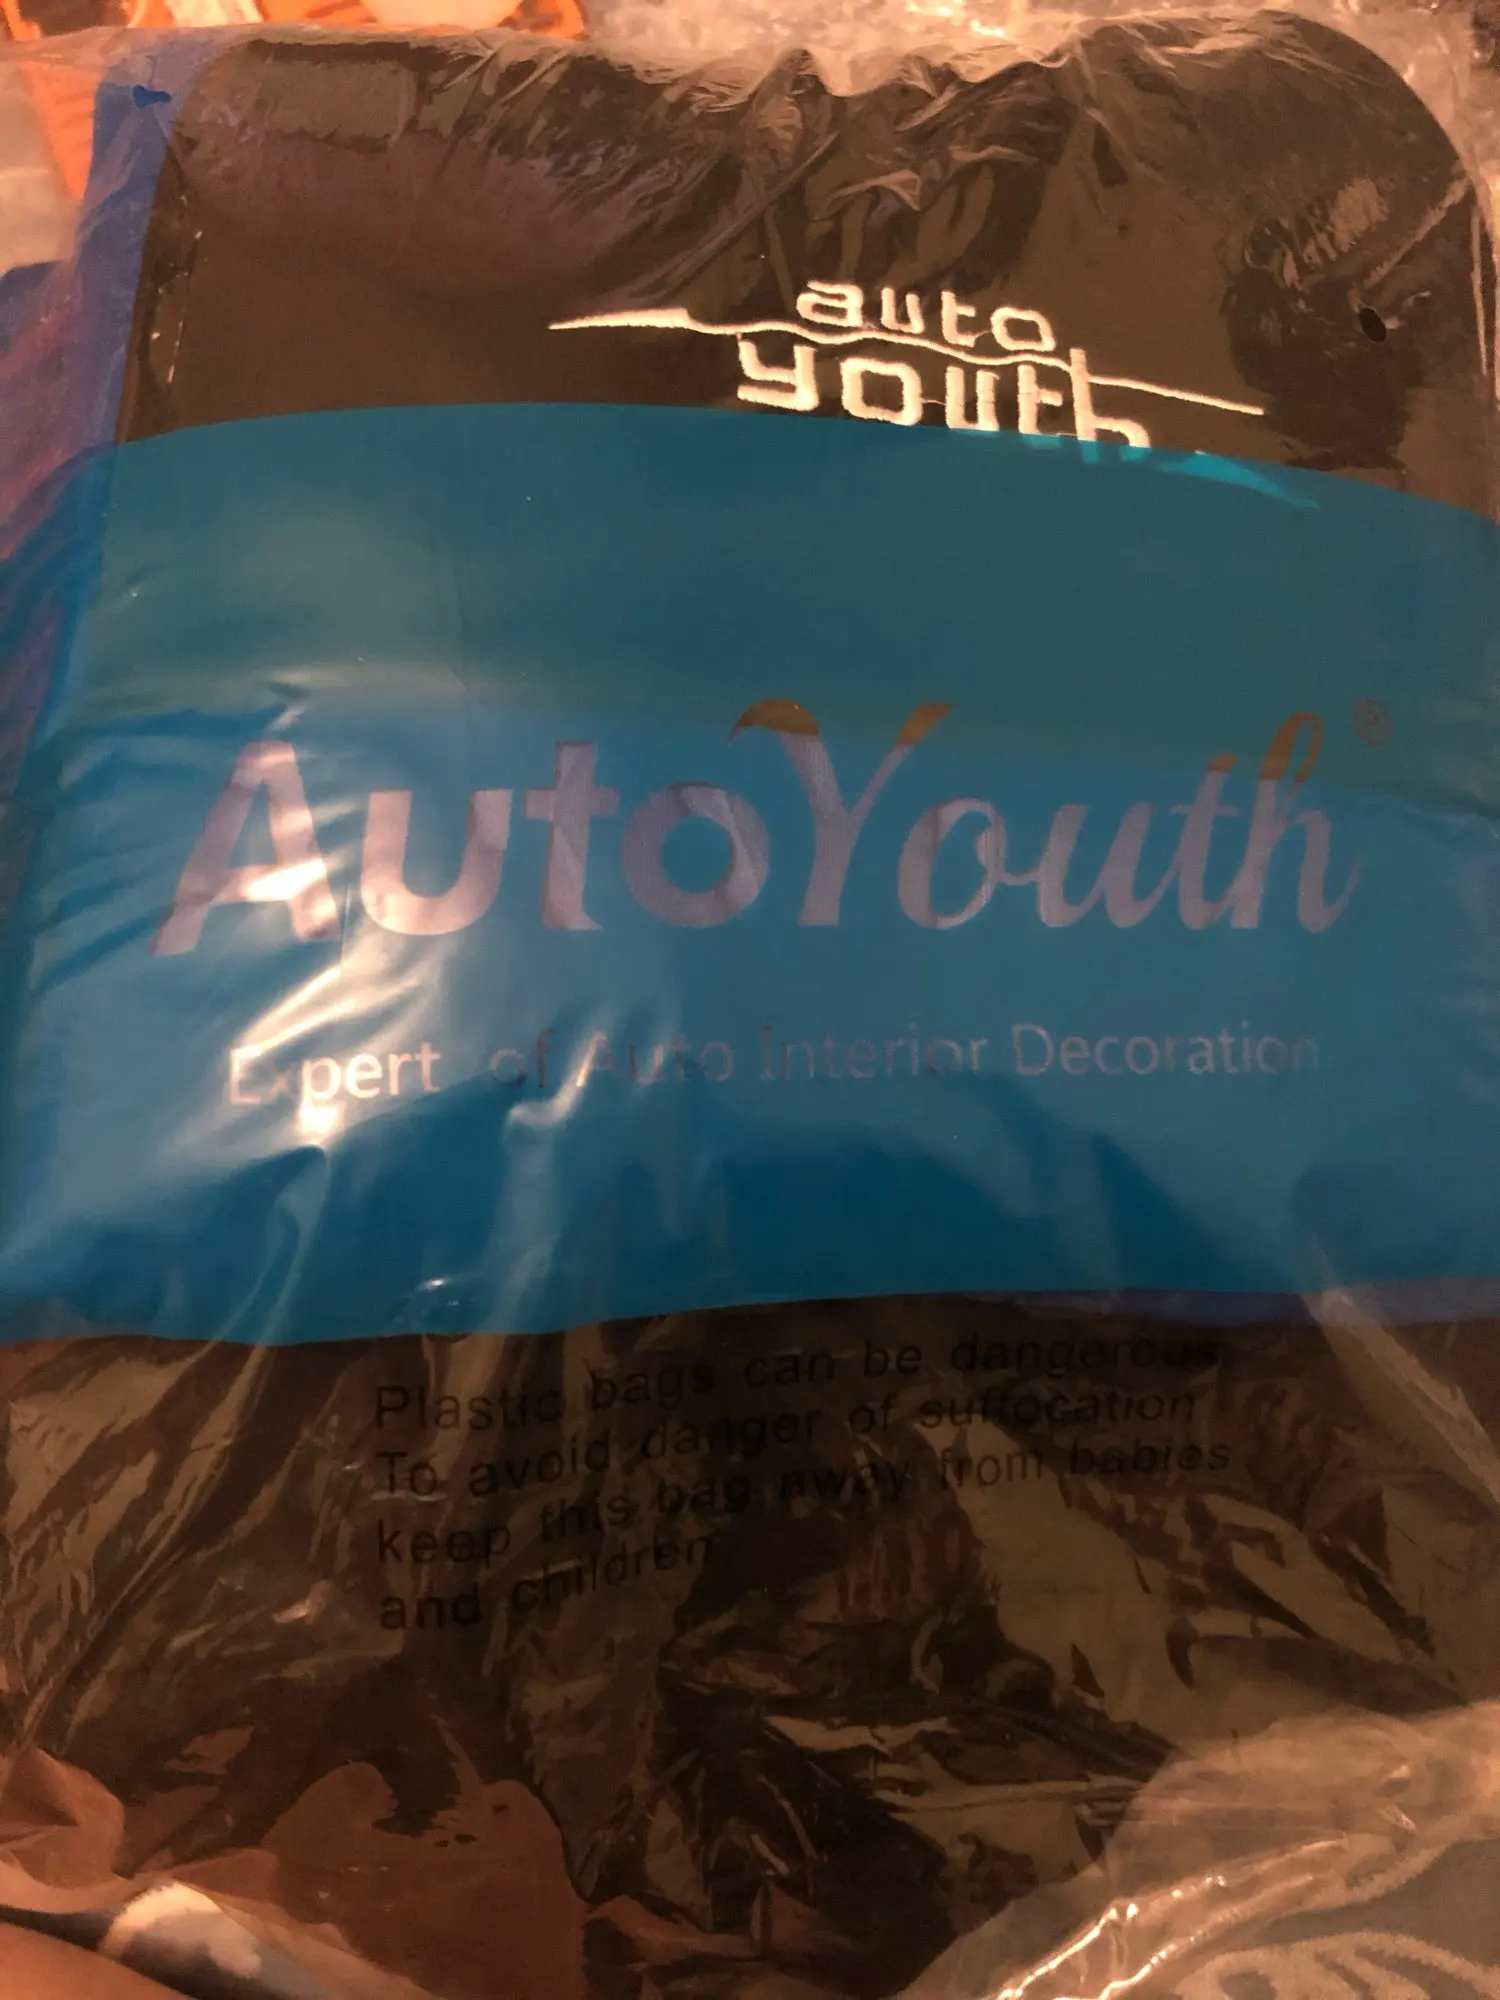 auto
youth
AutoYouth®
Expert of Auto Interior Decoration
Plastic bags can be dangerous.
To avoid danger of suffocation
keep this bag away from babies
and children